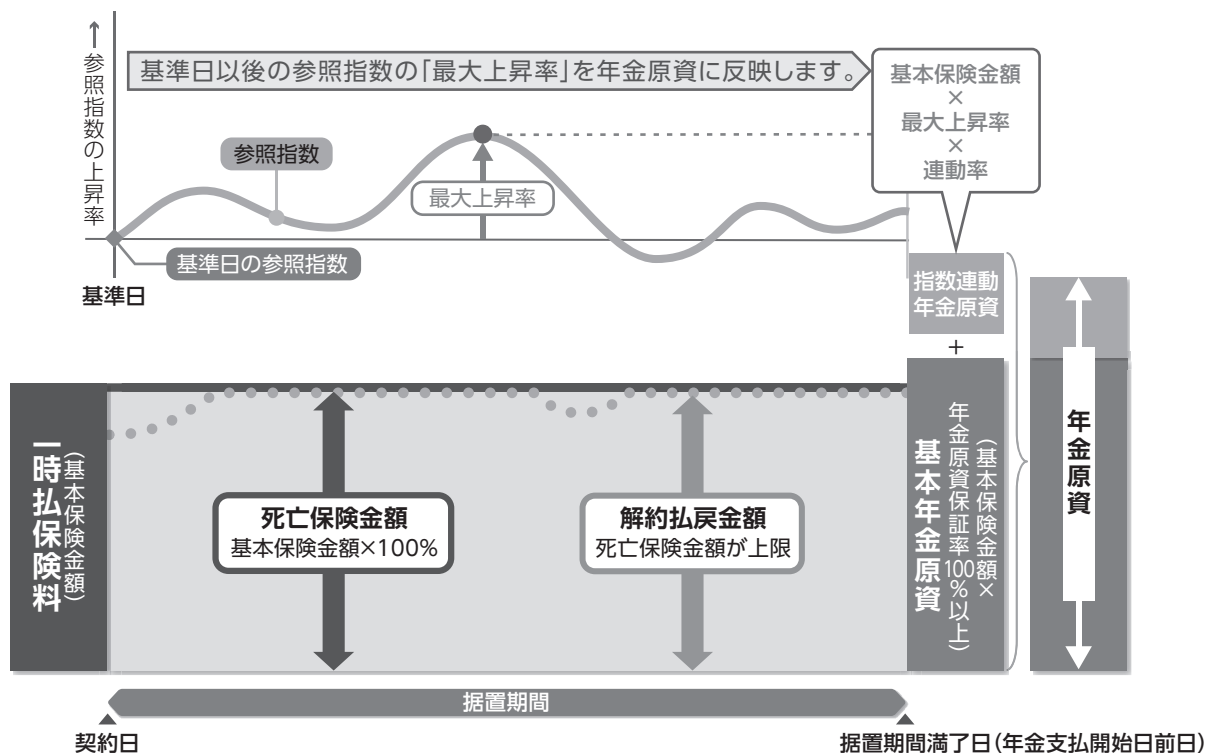 ↑参照指数の上昇率
基準日以後の参照指数の「最大上昇率」を年金原資に反映します。
基本保険金額
×
最大上昇率
×
連動率
参照指数
最大上昇率
基準日の参照指数
基準日
指数連動
年金原資
+
一時払保険料
(基本保険金額)
死亡保険金額
基本保険金額×100%
解約払戻金額
死亡保険金額が上限
基本年金原資
(基本保険金額×
年金原資保証率100%以上)
年金原資
据置期間
契約日
据置期間満了日(年金支払開始日前日)